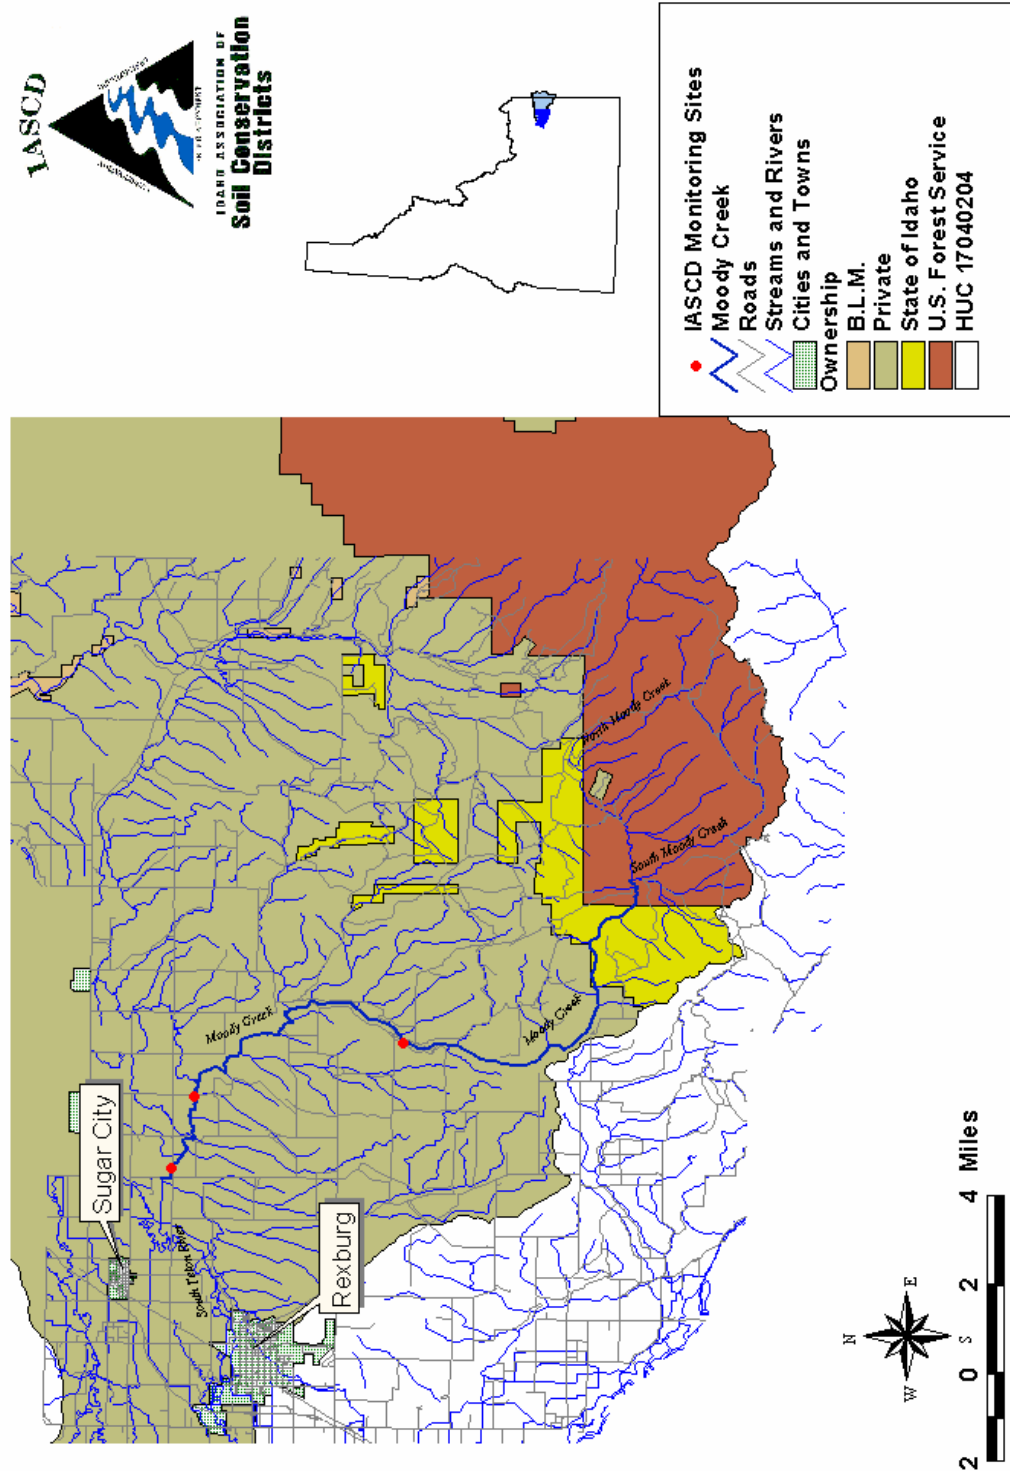 IASCD
IDAHO ASSOCIATION OF
Soil Conservation
Districts
IASCD Monitoring Sites
Moody Creek
Roads
Streams and Rivers
Cities and Towns
Ownership
B.L.M.
Private
State of Idaho
U.S. Forest Service
HUC 17040204
Sugar City
South Teton River
Rexburg
Moody Creek
Moody Creek
North Moody Creek
South Moody Creek
N
W E
S
2 0 2 4 Miles